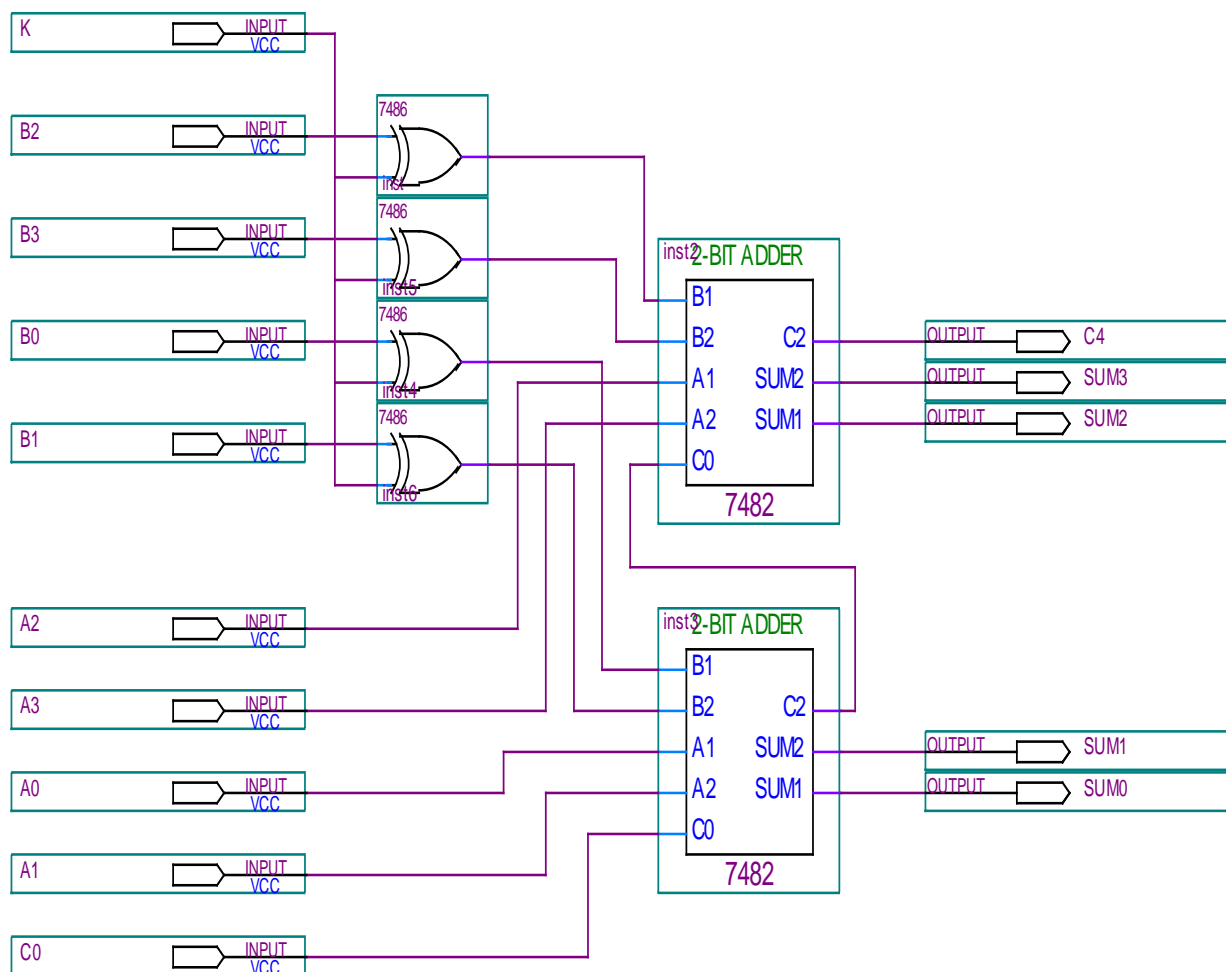 K
INPUT
VCC
7486
B2
INPUT
VCC
inst
7486
B3
INPUT
VCC
inst5
7486
B0
INPUT
VCC
inst4
7486
B1
INPUT
VCC
inst6
inst2
2-BIT ADDER
B1
B2
A1
A2
C0
C2
SUM2
SUM1
7482
OUTPUT
C4
OUTPUT
SUM3
OUTPUT
SUM2
A2
INPUT
VCC
A3
INPUT
VCC
A0
INPUT
VCC
A1
INPUT
VCC
C0
INPUT
VCC
inst3
2-BIT ADDER
B1
B2
A1
A2
C0
C2
SUM2
SUM1
7482
OUTPUT
SUM1
OUTPUT
SUM0